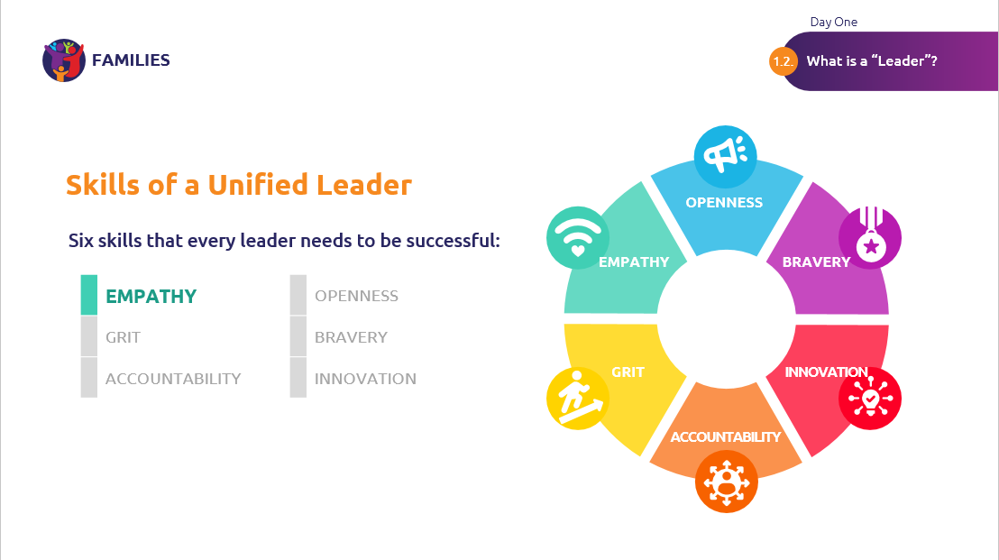 Day One
FAMILIES
1.2.
What is a “Leader”?
Skills of a Unified Leader
Six skills that every leader needs to be successful:
EMPATHY
OPENNESS
GRIT
BRAVERY
ACCOUNTABILITY
INNOVATION
OPENNESS
EMPATHY
BRAVERY
GRIT
INNOVATION
ACCOUNTABILITY